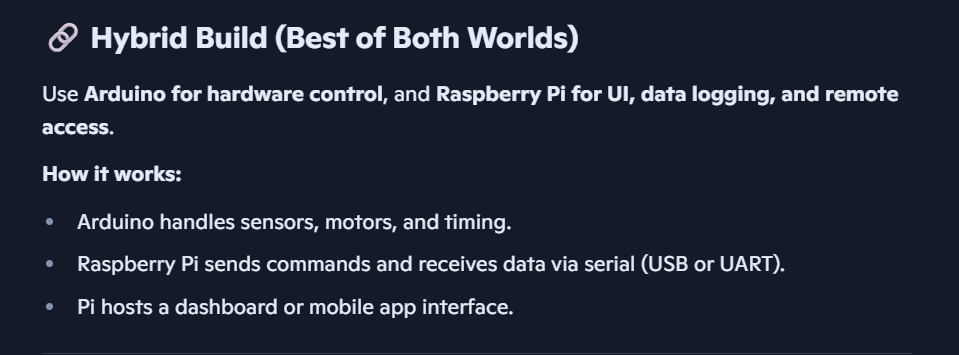 🔗 Hybrid Build (Best of Both Worlds)
Use Arduino for hardware control, and Raspberry Pi for UI, data logging, and remote
access.
How it works:
• Arduino handles sensors, motors, and timing.
• Raspberry Pi sends commands and receives data via serial (USB or UART).
• Pi hosts a dashboard or mobile app interface.